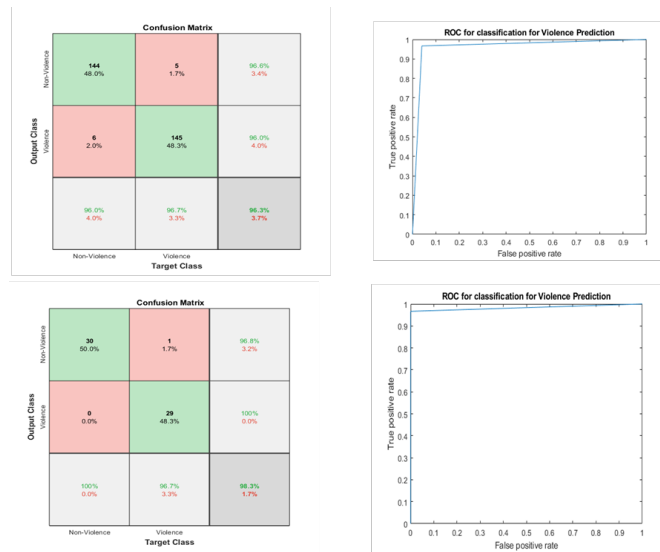 Confusion Matrix
144
48.0%
5
1.7%
96.6%
3.4%
6
2.0%
145
48.3%
96.0%
4.0%
96.0%
4.0%
96.7%
3.3%
96.3%
3.7%
Non-Violence
Violence
Output Class
Non-Violence
Violence
Target Class
ROC for classification for Violence Prediction
1
0.9
0.8
0.7
0.6
0.5
0.4
0.3
0.2
0.1
0
True positive rate
0 0.1 0.2 0.3 0.4 0.5 0.6 0.7 0.8 0.9 1
False positive rate
Confusion Matrix
30
50.0%
1
1.7%
96.8%
3.2%
0
0.0%
29
48.3%
100%
0.0%
100%
0.0%
96.7%
3.3%
98.3%
1.7%
Non-Violence
Violence
Output Class
Non-Violence
Violence
Target Class
ROC for classification for Violence Prediction
1
0.9
0.8
0.7
0.6
0.5
0.4
0.3
0.2
0.1
0
True positive rate
0 0.1 0.2 0.3 0.4 0.5 0.6 0.7 0.8 0.9 1
False positive rate